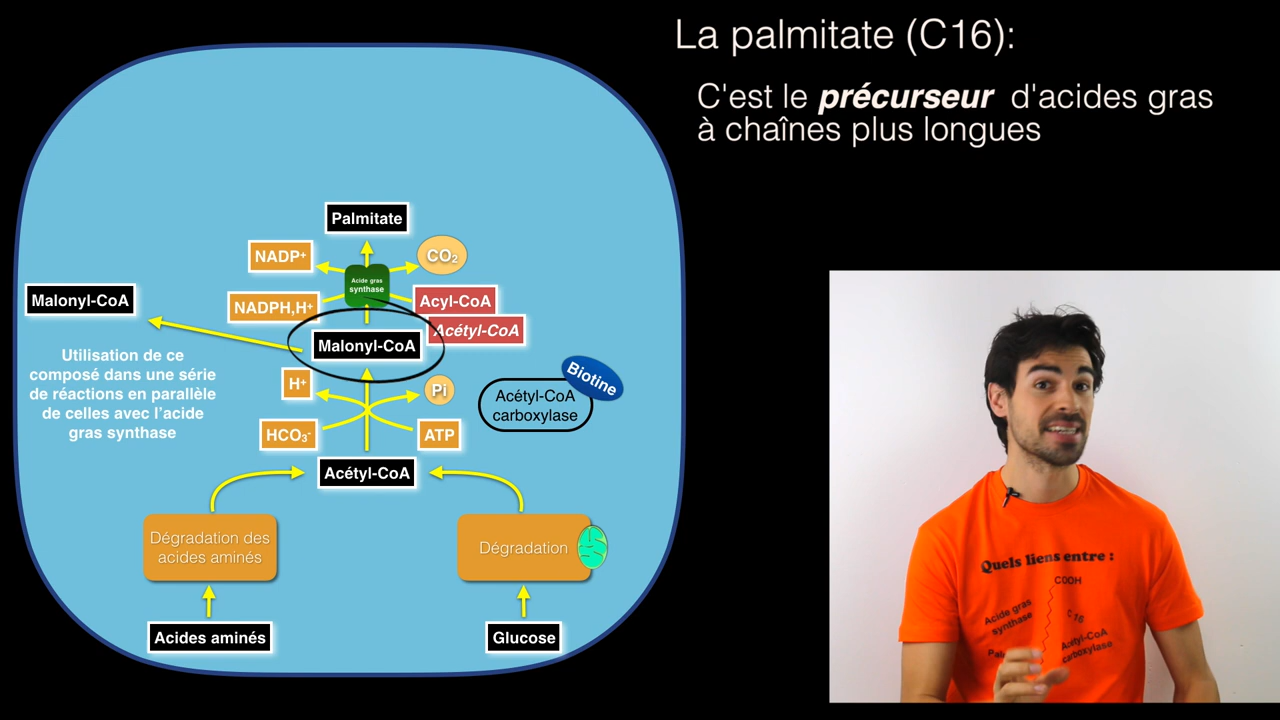 La palmitate (C16):
C'est le précurseur d'acides gras
à chaînes plus longues
Palmitate
NADP⁺
CO₂
Acide gras
synthase
Malonyl-CoA
NADPH,H⁺
Acyl-CoA
Acétyl-CoA
Malonyl-CoA
Utilisation de ce
composé dans une série
de réactions en parallèle
de celles avec l'acide
gras synthase
H⁺
Pi
Biotine
Acétyl-CoA
carboxylase
HCO₃⁻
ATP
Acétyl-CoA
Dégradation des
acides aminés
Dégradation
Acides aminés
Glucose
Quels liens entre :
COOH
Acide gras
synthase
C 16
Acétyl-CoA
carboxylase